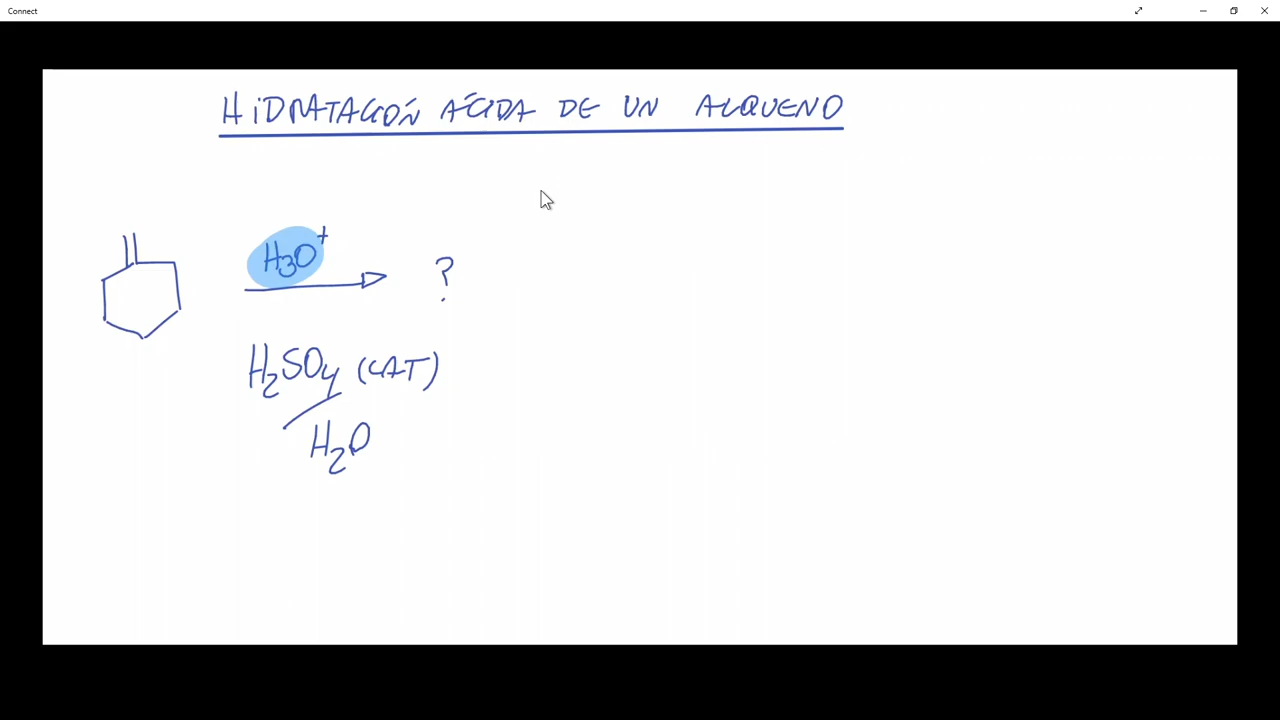 Connect
HIDRATACIÓN ÁCIDA DE UN ALQUENO
H3O+
?
H2SO4 (CAT)
/
H2O